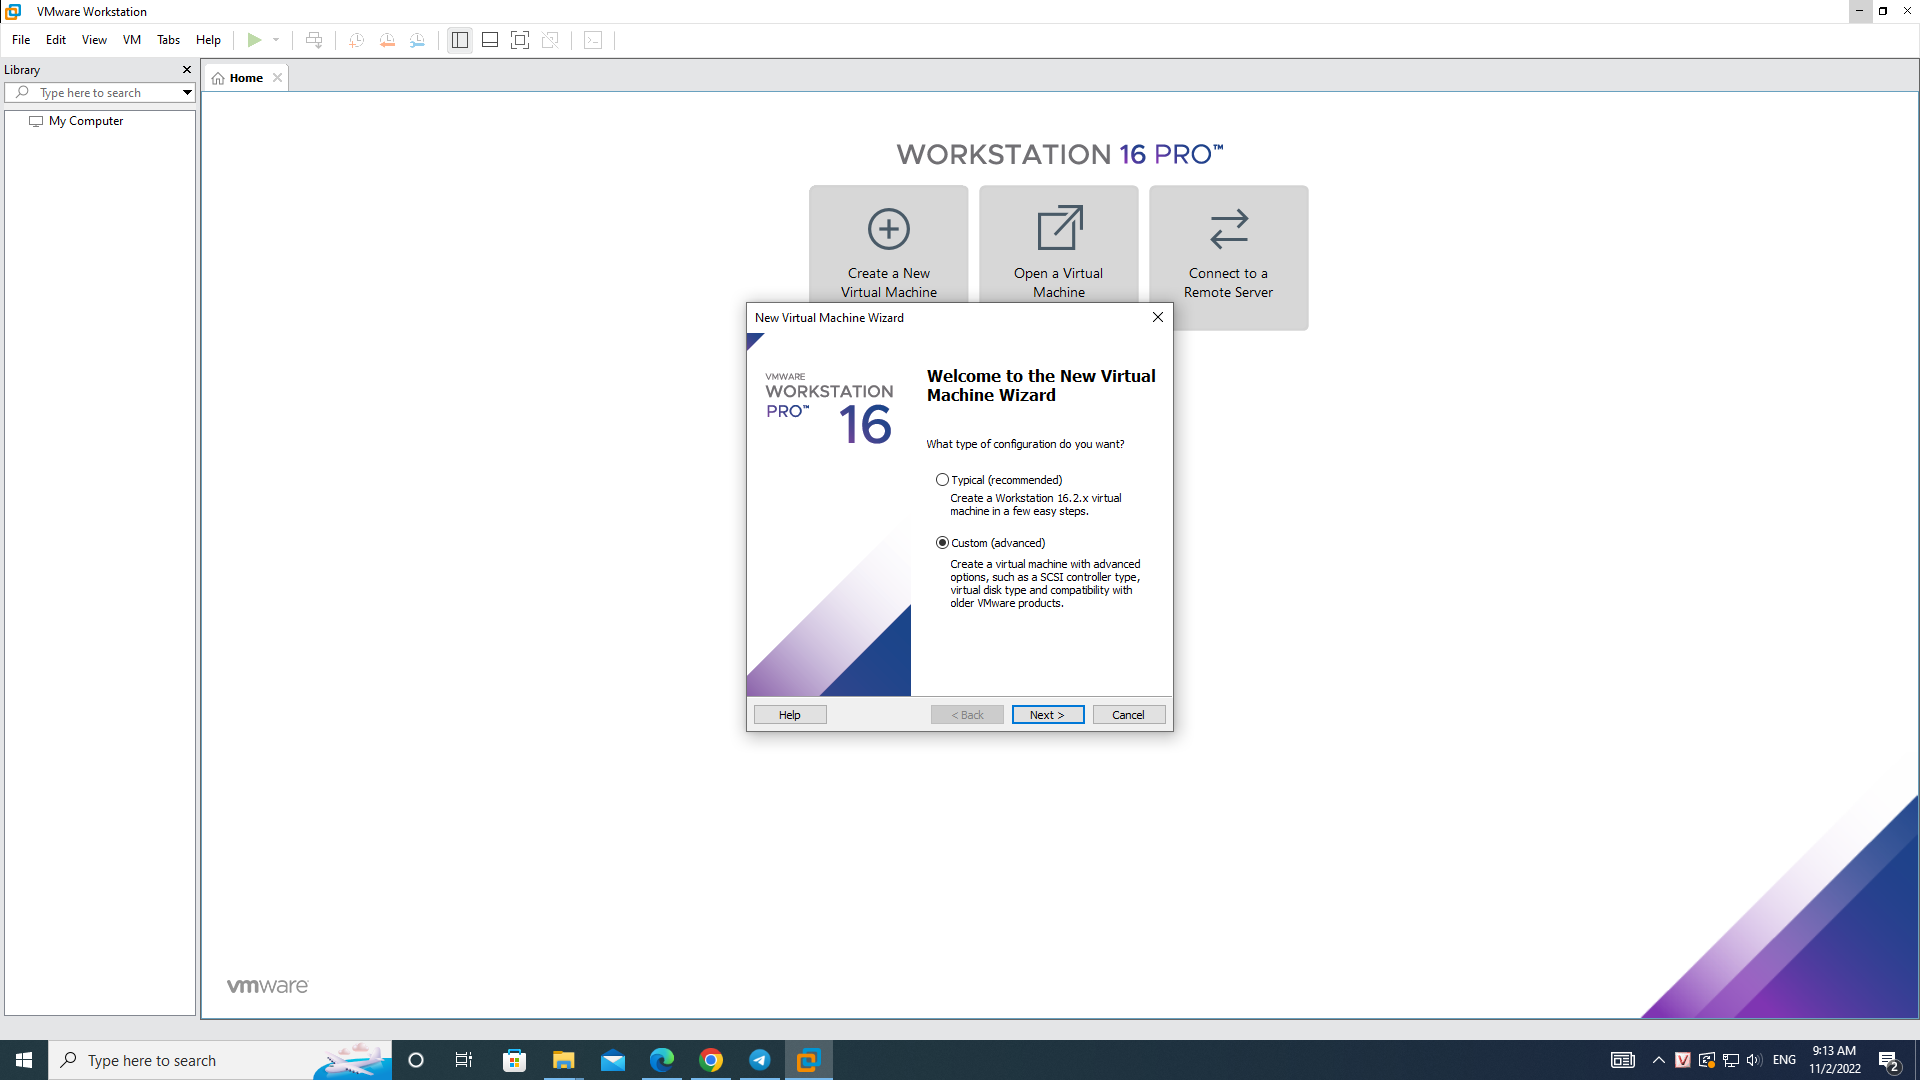 VMware Workstation
File Edit View VM Tabs Help
Library
Type here to search
My Computer
Home
WORKSTATION 16 PRO™
Create a New
Virtual Machine
Open a Virtual
Machine
Connect to a
Remote Server
New Virtual Machine Wizard
VMWARE
WORKSTATION
PRO™ 16
Welcome to the New Virtual
Machine Wizard
What type of configuration do you want?
Typical (recommended)
Create a Workstation 16.2.x virtual
machine in a few easy steps.
Custom (advanced)
Create a virtual machine with advanced
options, such as a SCSI controller type,
virtual disk type and compatibility with
older VMware products.
Help
< Back
Next >
Cancel
vmware
Type here to search
V
ENG
9:13 AM
11/2/2022
2